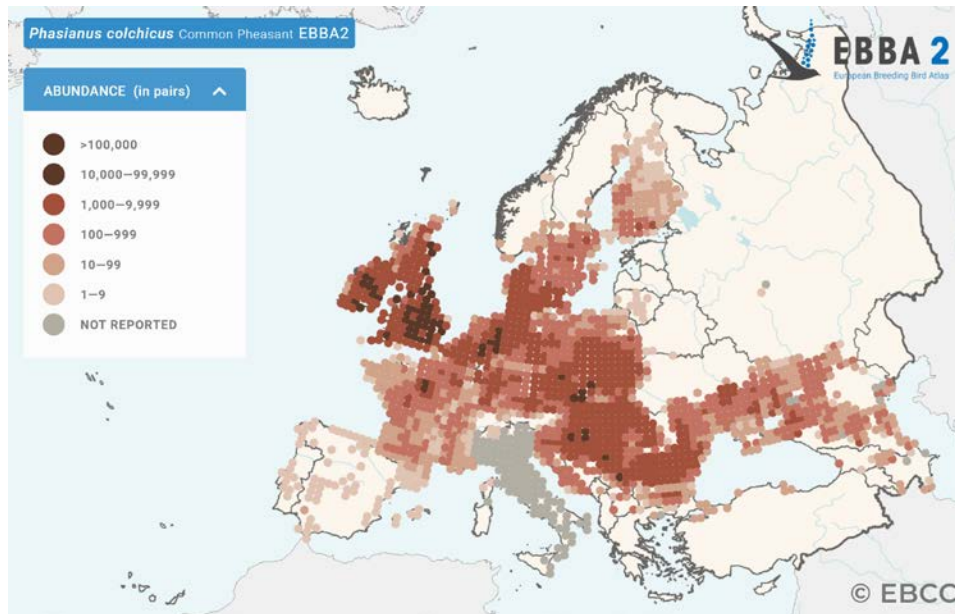 Phasianus colchicus Common Pheasant EBBA2
EBBA 2
European Breeding Bird Atlas
ABUNDANCE (in pairs)
>100,000
10,000–99,999
1,000–9,999
100–999
10–99
1–9
NOT REPORTED
© EBCC